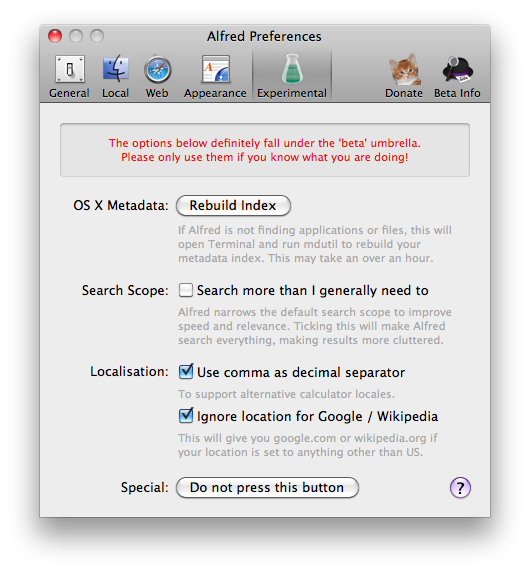 Alfred Preferences
General Local Web Appearance Experimental Donate Beta Info
The options below definitely fall under the 'beta' umbrella.
Please only use them if you know what you are doing!
OS X Metadata: Rebuild Index
If Alfred is not finding applications or files, this will
open Terminal and run mdutil to rebuild your
metadata index. This may take an over an hour.
Search Scope: Search more than I generally need to
Alfred narrows the default search scope to improve
speed and relevance. Ticking this will make Alfred
search everything, making results more cluttered.
Localisation: Use comma as decimal separator
To support alternative calculator locales.
Ignore location for Google / Wikipedia
This will give you google.com or wikipedia.org if
your location is set to anything other than US.
Special: Do not press this button ?